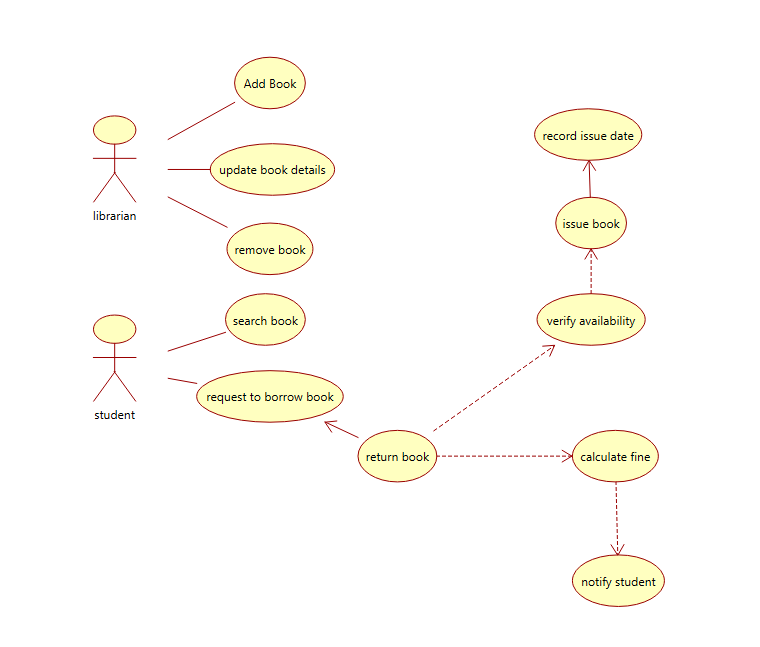 Add Book
record issue date
update book details
librarian
issue book
remove book
search book
verify availability
request to borrow book
student
return book
calculate fine
notify student